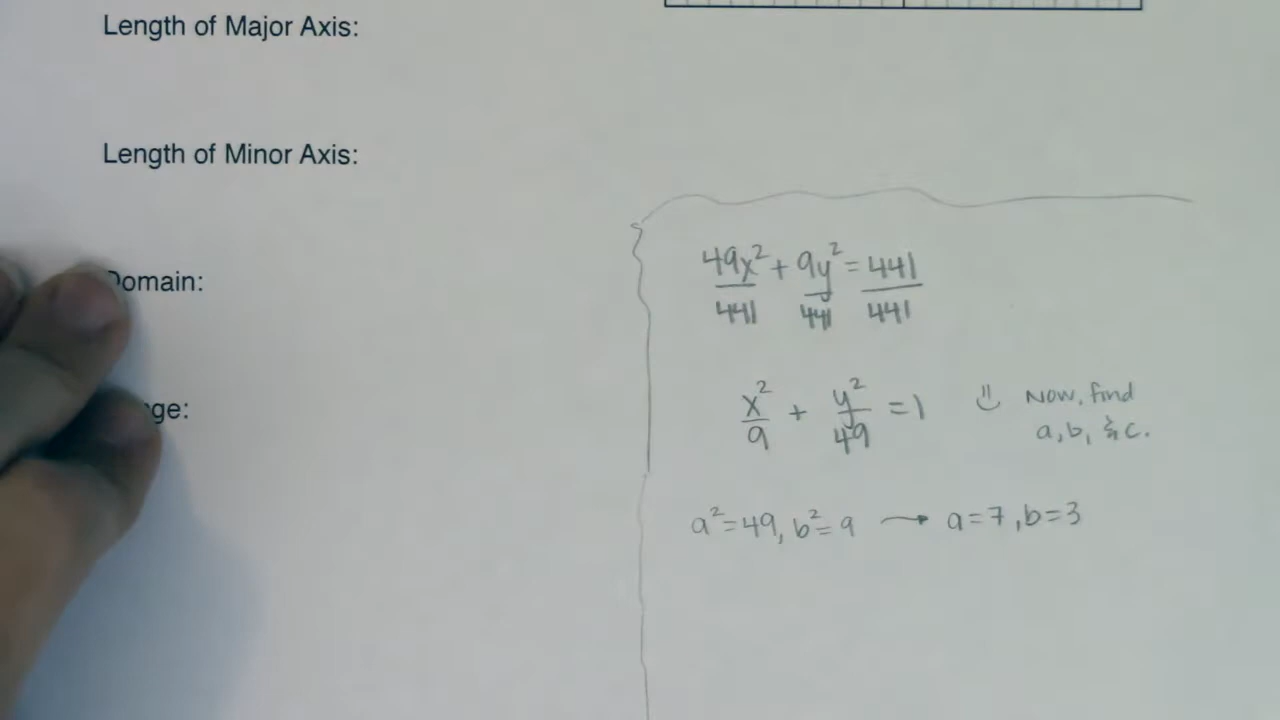 Length of Major Axis:
Length of Minor Axis:
Domain:
ge:
49x² + 9y² = 441
441 441 441
x²/9 + y²/49 = 1
Now, find
a, b, & c.
a² = 49, b² = 9 → a = 7, b = 3